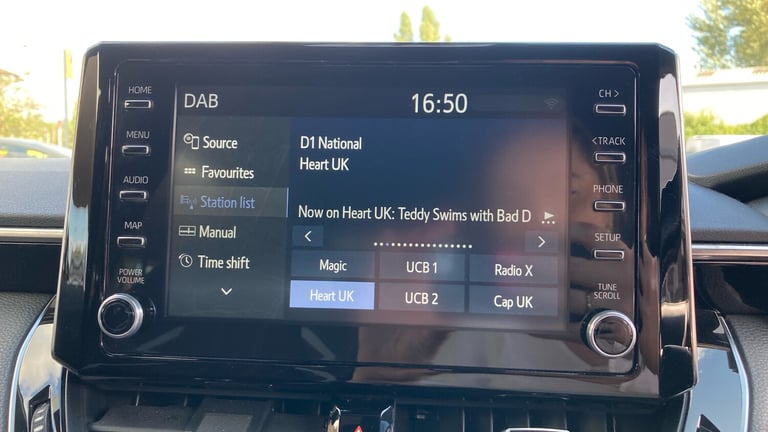 HOME
MENU
AUDIO
MAP
POWER
VOLUME
DAB
16:50
Source
Favourites
Station list
Manual
Time shift
D1 National
Heart UK
Now on Heart UK: Teddy Swims with Bad D
Magic
UCB 1
Radio X
Heart UK
UCB 2
Cap UK
CH >
< TRACK
PHONE
SETUP
TUNE
SCROLL